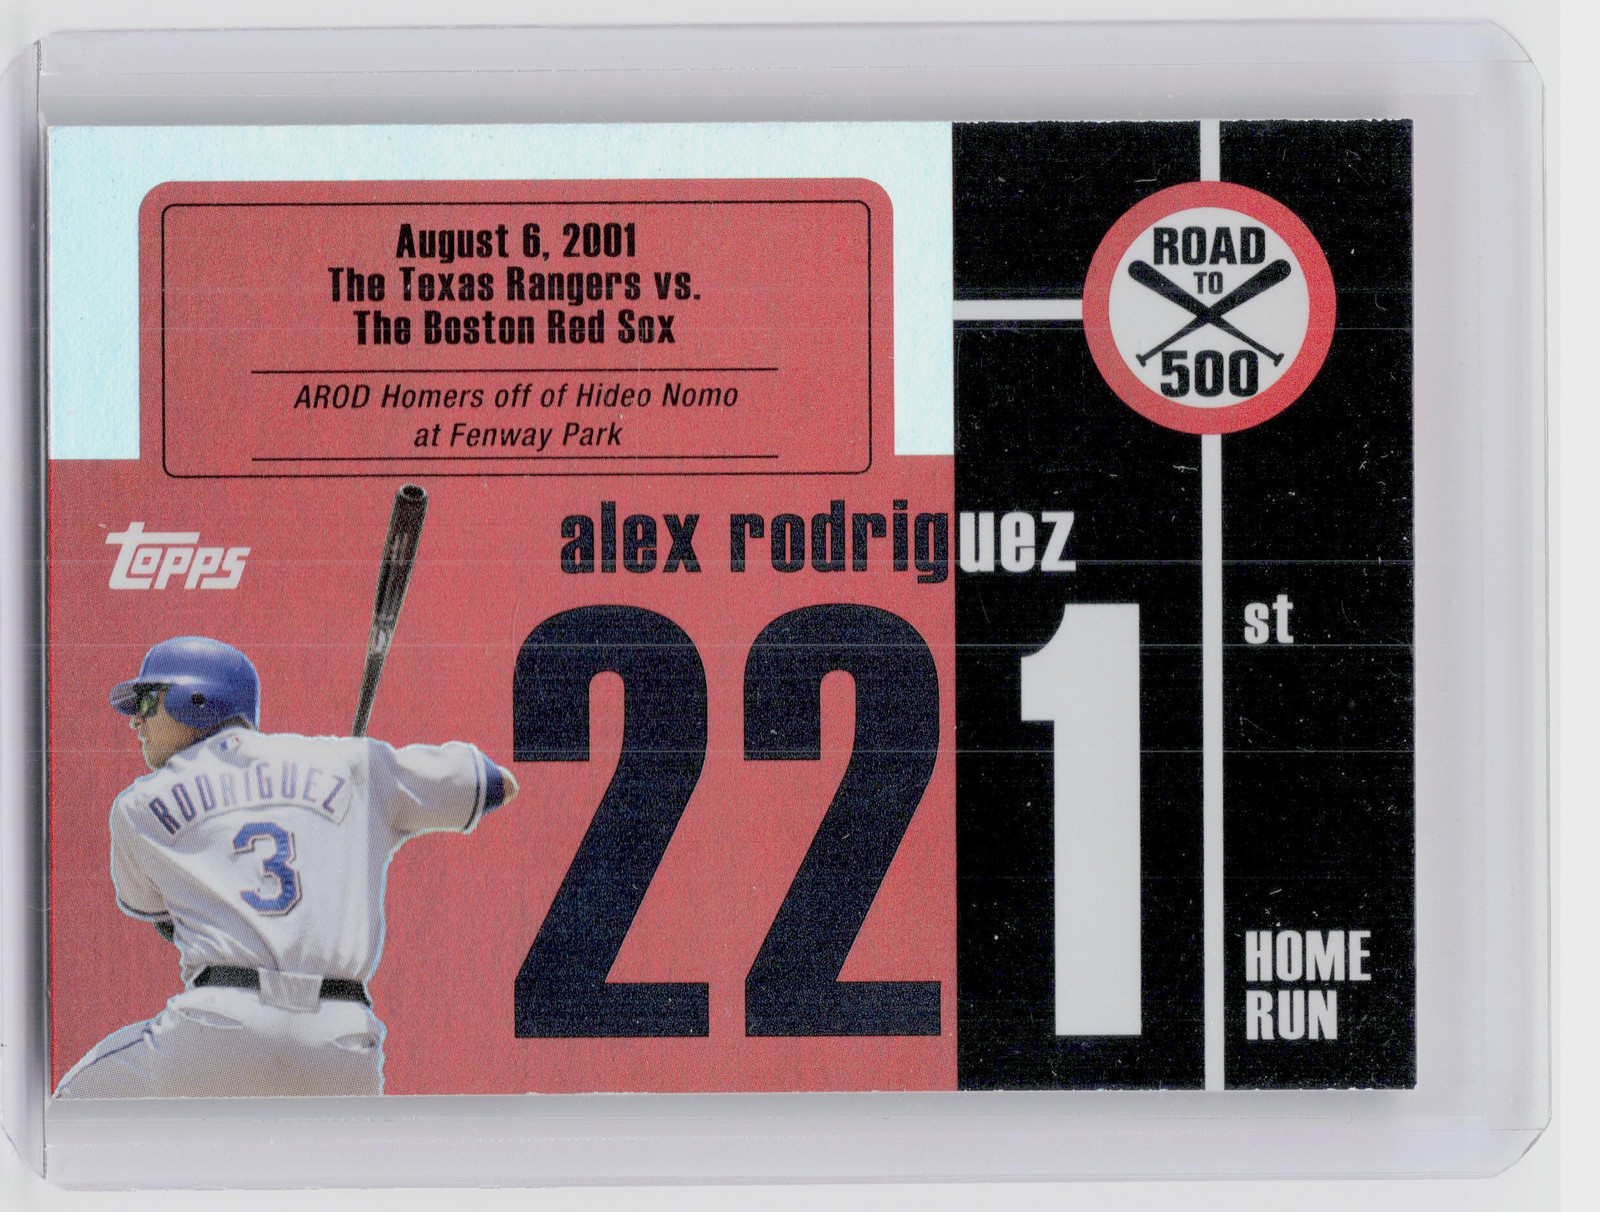 August 6, 2001
The Texas Rangers vs.
The Boston Red Sox
AROD Homers off of Hideo Nomo
at Fenway Park
ROAD
TO
500
topps
alex rodriguez
221
st
HOME
RUN
RODRIGUEZ
3